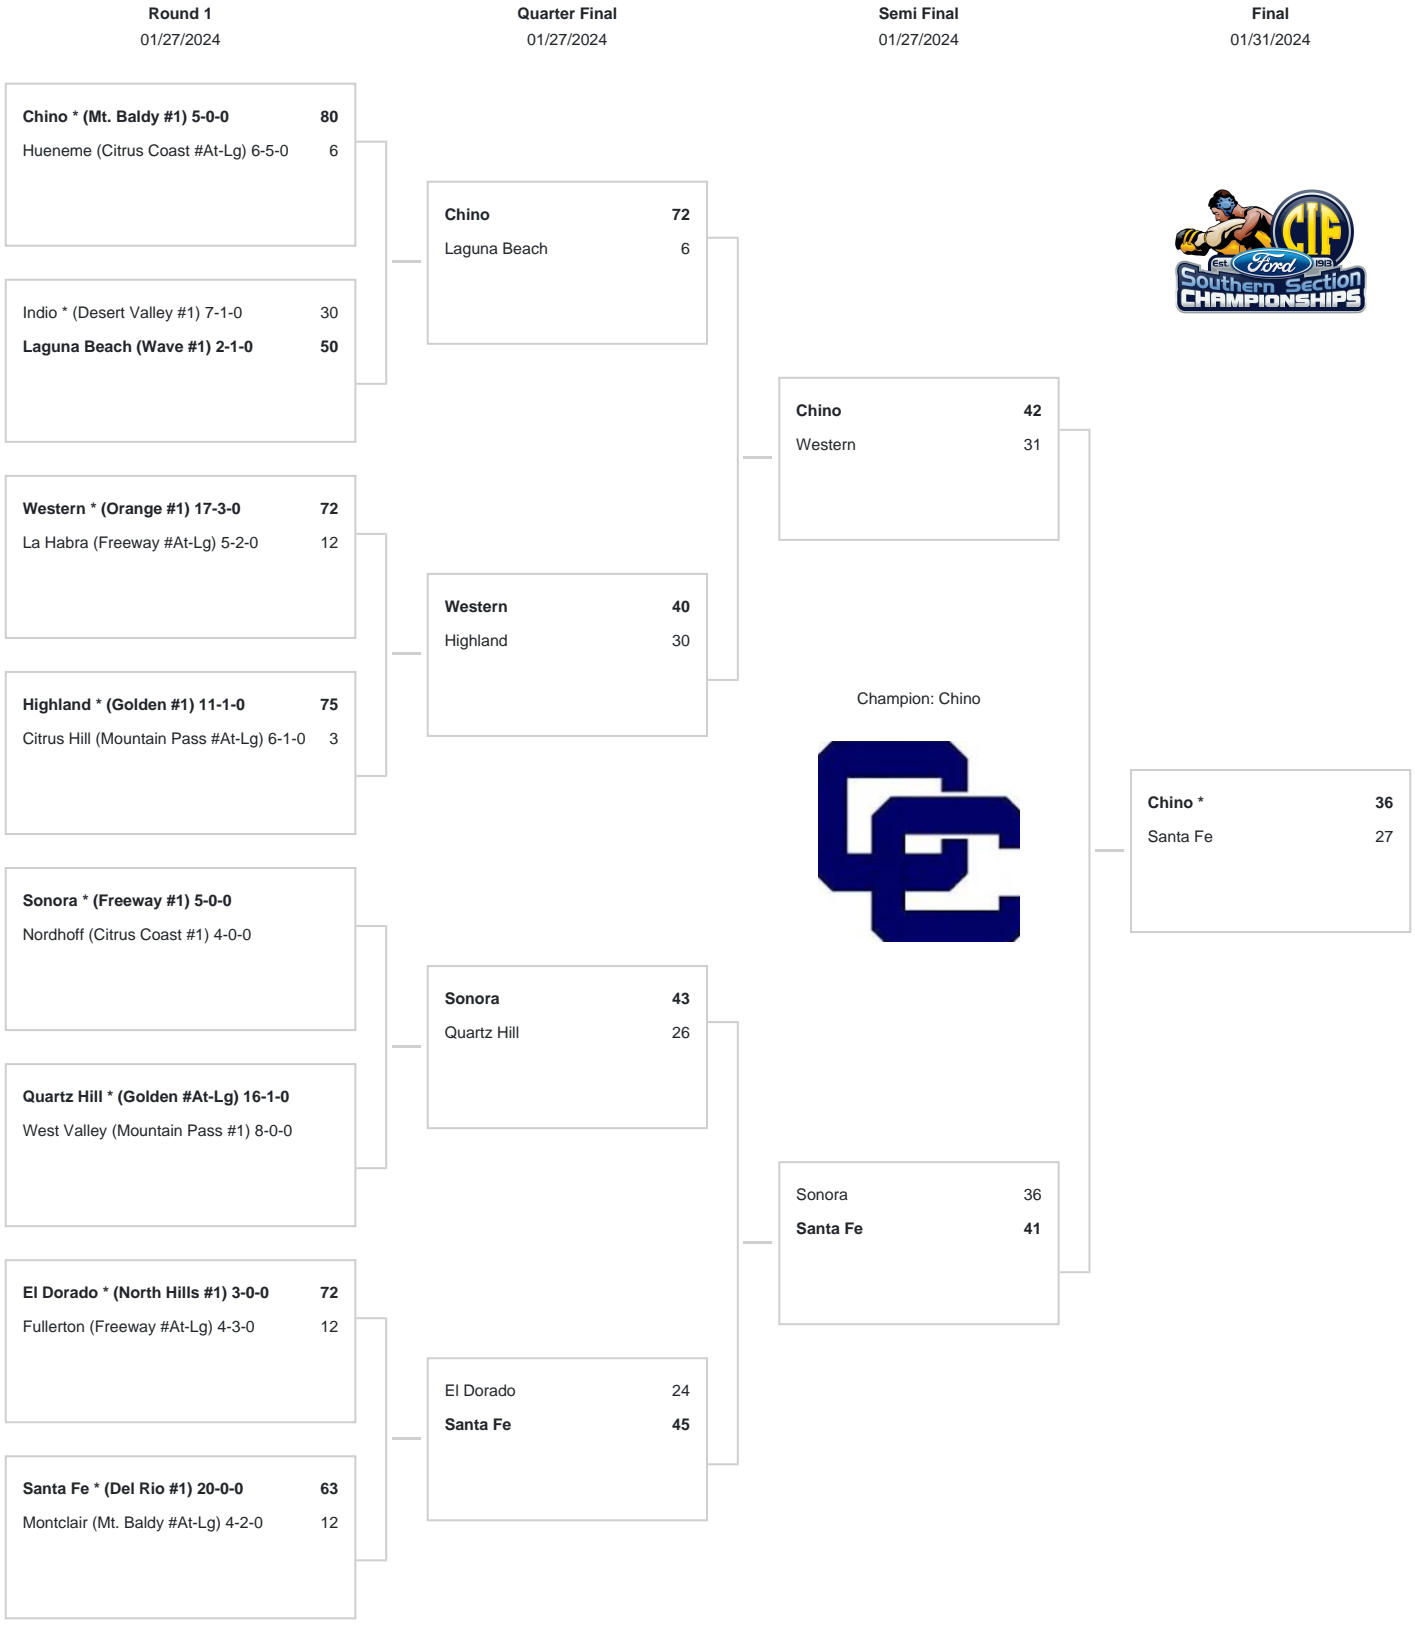 Round 1
01/27/2024
Quarter Final
01/27/2024
Semi Final
01/27/2024
Final
01/31/2024
Chino * (Mt. Baldy #1) 5-0-0 80
Hueneme (Citrus Coast #At-Lg) 6-5-0 6
Indio * (Desert Valley #1) 7-1-0 30
Laguna Beach (Wave #1) 2-1-0 50
Western * (Orange #1) 17-3-0 72
La Habra (Freeway #At-Lg) 5-2-0 12
Highland * (Golden #1) 11-1-0 75
Citrus Hill (Mountain Pass #At-Lg) 6-1-0 3
Sonora * (Freeway #1) 5-0-0
Nordhoff (Citrus Coast #1) 4-0-0
Quartz Hill * (Golden #At-Lg) 16-1-0
West Valley (Mountain Pass #1) 8-0-0
El Dorado * (North Hills #1) 3-0-0 72
Fullerton (Freeway #At-Lg) 4-3-0 12
Santa Fe * (Del Rio #1) 20-0-0 63
Montclair (Mt. Baldy #At-Lg) 4-2-0 12
Chino 72
Laguna Beach 6
Western 40
Highland 30
Sonora 43
Quartz Hill 26
El Dorado 24
Santa Fe 45
Chino 42
Western 31
Champion: Chino
CC
Sonora 36
Santa Fe 41
CIF
Est. Ford 1913
Southern Section
CHAMPIONSHIPS
Chino * 36
Santa Fe 27